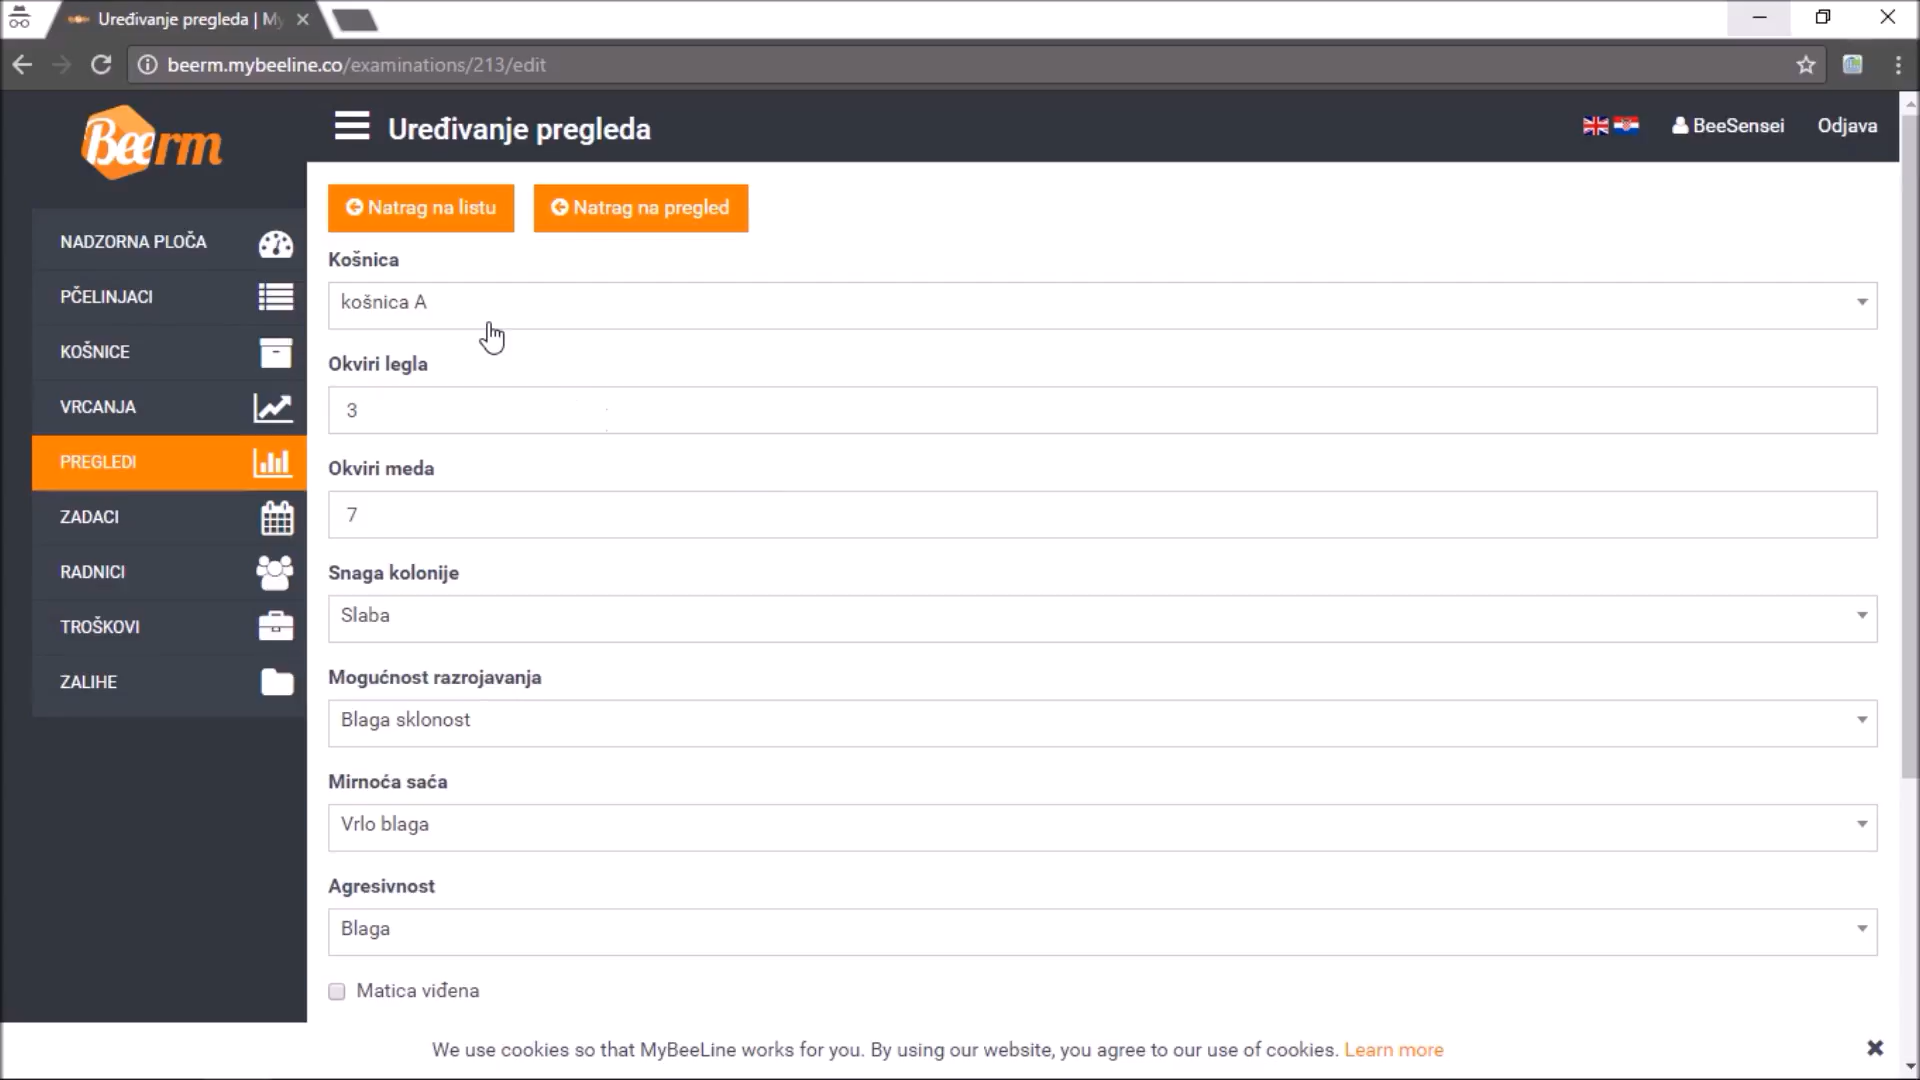 Uređivanje pregleda | My
beerm.mybeeline.co/examinations/213/edit
Beerm
Uređivanje pregleda
BeeSensei
Odjava
NADZORNA PLOČA
PČELINJACI
KOŠNICE
VRCANJA
PREGLEDI
ZADACI
RADNICI
TROŠKOVI
ZALIHE
Natrag na listu
Natrag na pregled
Košnica
košnica A
Okviri legla
3
Okviri meda
7
Snaga kolonije
Slaba
Mogućnost razrojavanja
Blaga sklonost
Mirnoća saća
Vrlo blaga
Agresivnost
Blaga
Matica viđena
We use cookies so that MyBeeLine works for you. By using our website, you agree to our use of cookies. Learn more